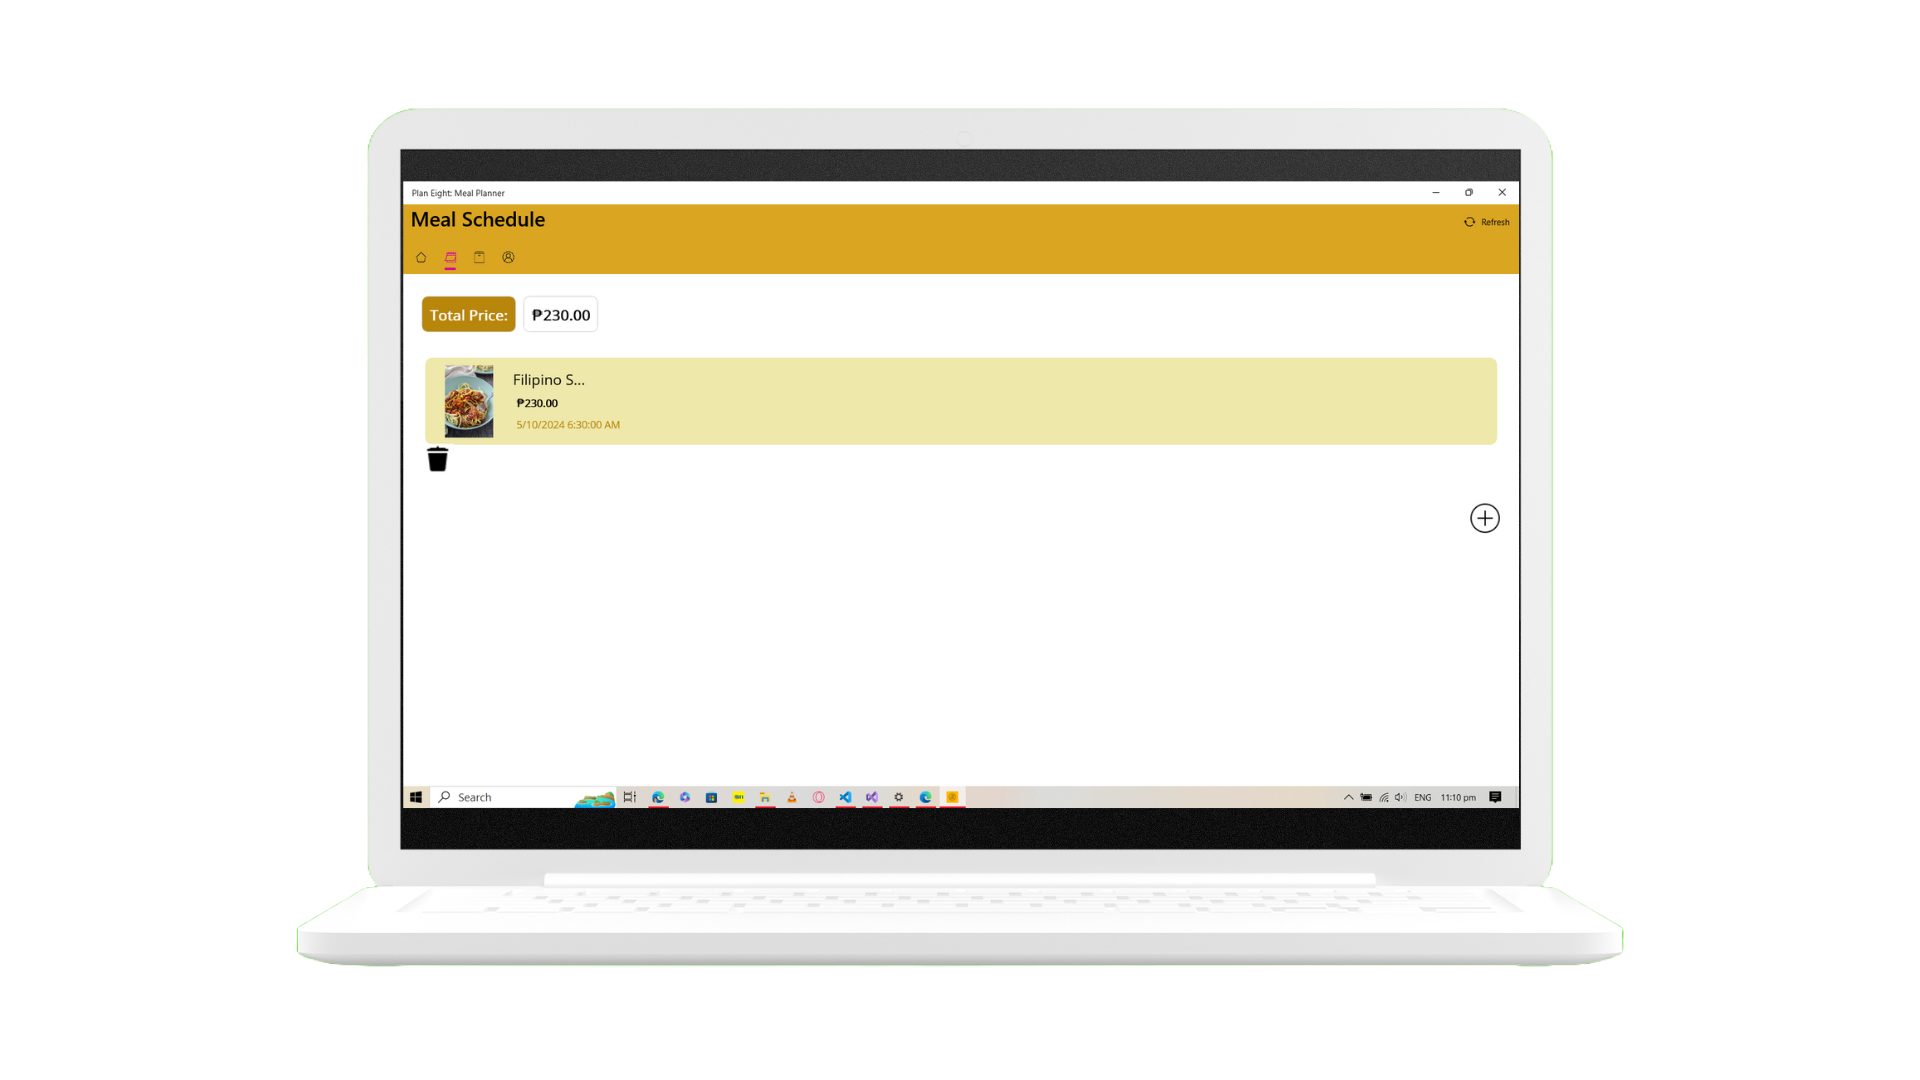 Plan Eight: Meal Planner
Meal Schedule
Refresh
Total Price: ₱230.00
Filipino S...
₱230.00
5/10/2024 6:30:00 AM
Search
ENG 11:10 pm